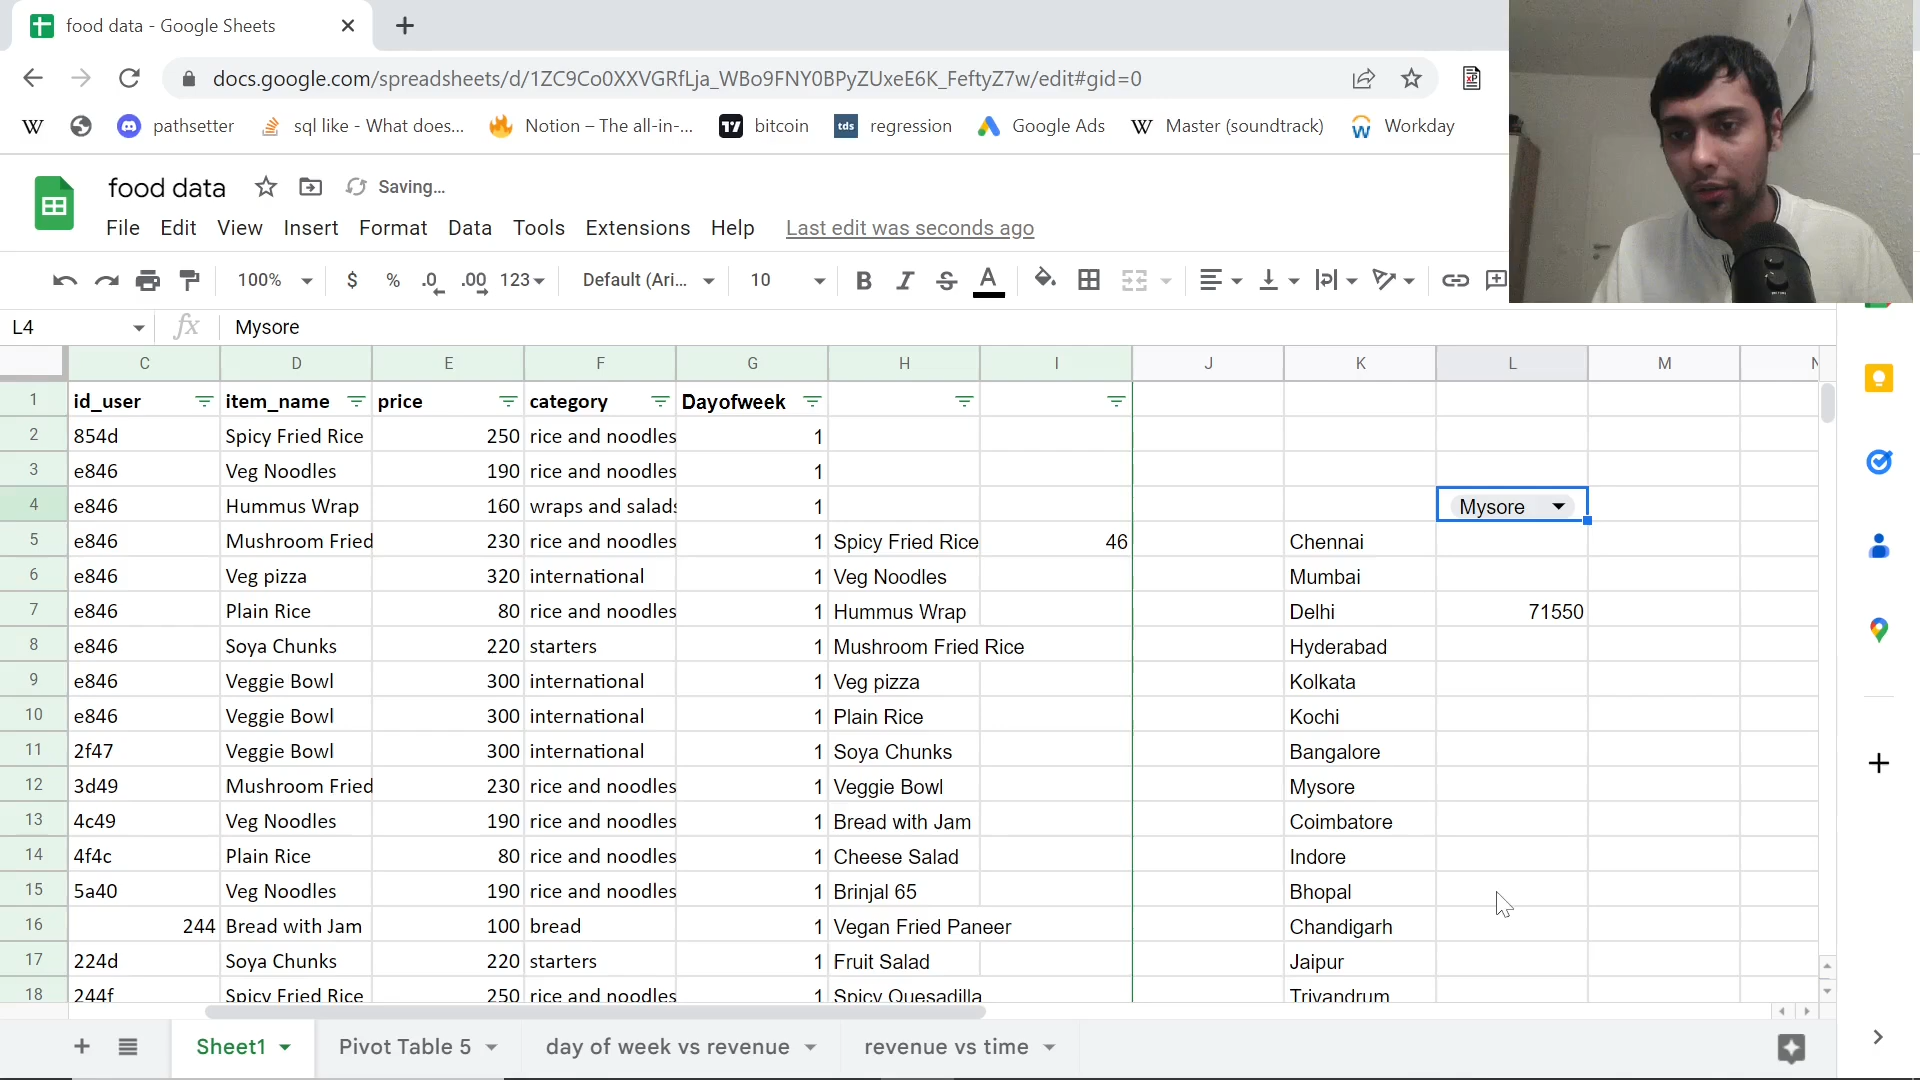 food data - Google Sheets
docs.google.com/spreadsheets/d/1ZC9Co0XXVGRfLja_WBo9FNY0BPyZUxeE6K_FeftyZ7w/edit#gid=0
W pathsetter sql like - What does... Notion – The all-in-... bitcoin tds regression Google Ads W Master (soundtrack) Workday
food data Saving...
File Edit View Insert Format Data Tools Extensions Help Last edit was seconds ago
100% $ % .0 .00 123 Default (Ari... 10 B I S A
L4 fx Mysore
C D E F G H I J K L M N
1 id_user item_name price category Dayofweek
2 854d Spicy Fried Rice 250 rice and noodles 1
3 e846 Veg Noodles 190 rice and noodles 1
4 e846 Hummus Wrap 160 wraps and salads 1 Mysore
5 e846 Mushroom Fried 230 rice and noodles 1 Spicy Fried Rice 46 Chennai
6 e846 Veg pizza 320 international 1 Veg Noodles Mumbai
7 e846 Plain Rice 80 rice and noodles 1 Hummus Wrap Delhi 71550
8 e846 Soya Chunks 220 starters 1 Mushroom Fried Rice Hyderabad
9 e846 Veggie Bowl 300 international 1 Veg pizza Kolkata
10 e846 Veggie Bowl 300 international 1 Plain Rice Kochi
11 2f47 Veggie Bowl 300 international 1 Soya Chunks Bangalore
12 3d49 Mushroom Fried 230 rice and noodles 1 Veggie Bowl Mysore
13 4c49 Veg Noodles 190 rice and noodles 1 Bread with Jam Coimbatore
14 4f4c Plain Rice 80 rice and noodles 1 Cheese Salad Indore
15 5a40 Veg Noodles 190 rice and noodles 1 Brinjal 65 Bhopal
16 244 Bread with Jam 100 bread 1 Vegan Fried Paneer Chandigarh
17 224d Soya Chunks 220 starters 1 Fruit Salad Jaipur
18 244f Spicy Fried Rice 250 rice and noodles 1 Spicy Quesadilla Trivandrum
Sheet1 Pivot Table 5 day of week vs revenue revenue vs time